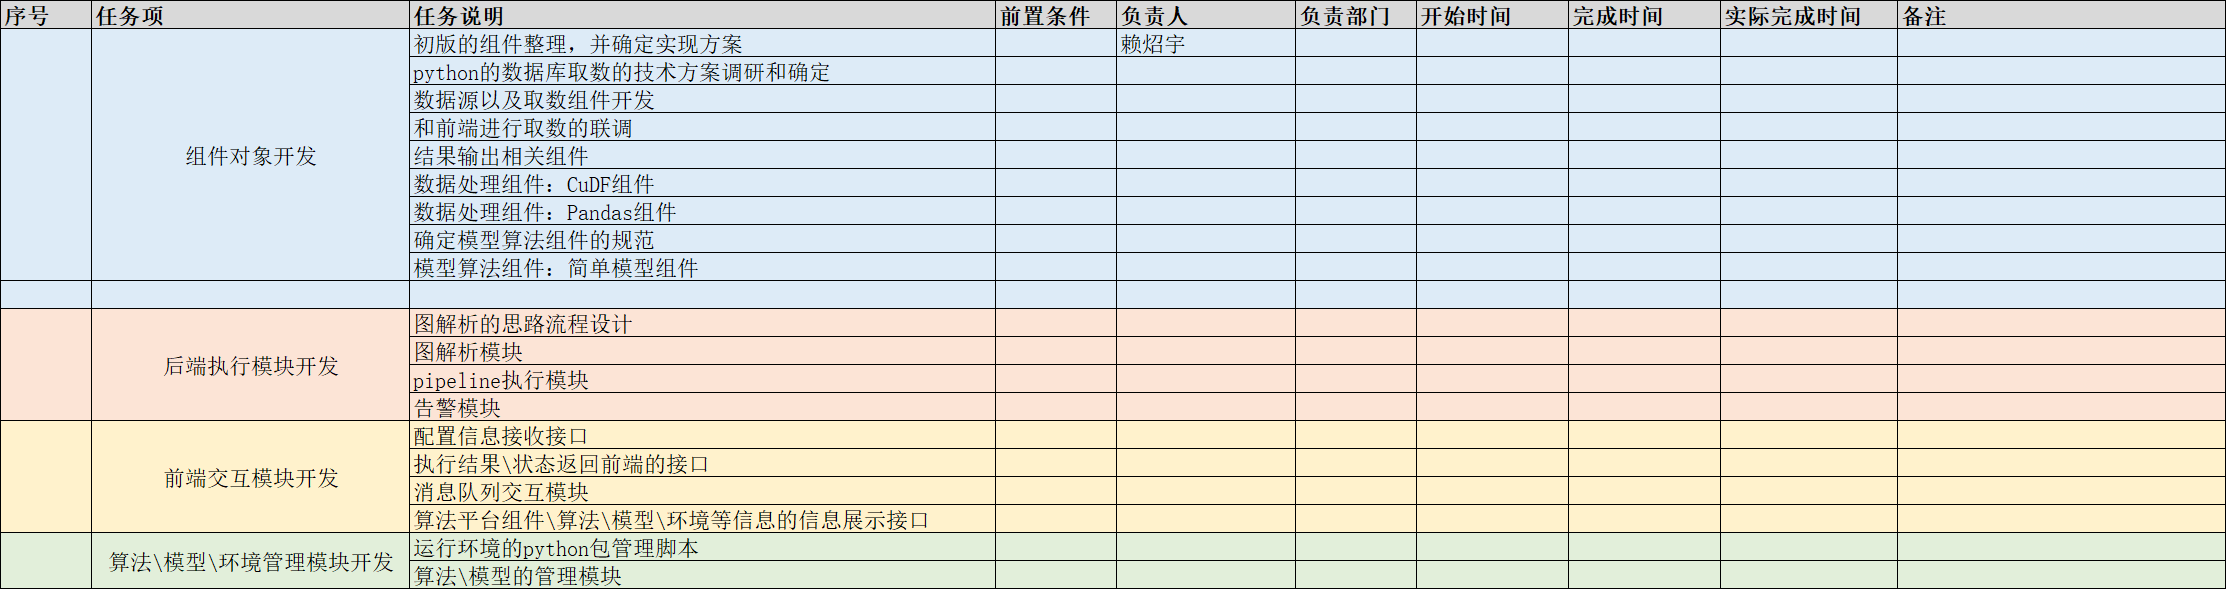 序号 任务项 任务说明 前置条件 负责人 负责部门 开始时间 完成时间 实际完成时间 备注
初版的组件整理，并确定实现方案 赖炤宇
python的数据库取数的技术方案调研和确定
数据源以及取数组件开发
和前端进行取数的联调
组件对象开发 结果输出相关组件
数据处理组件：CuDF组件
数据处理组件：Pandas组件
确定模型算法组件的规范
模型算法组件：简单模型组件
图解析的思路流程设计
图解析模块
后端执行模块开发
pipeline执行模块
告警模块
配置信息接收接口
执行结果\状态返回前端的接口
前端交互模块开发
消息队列交互模块
算法平台组件\算法\模型\环境等信息的信息展示接口
运行环境的python包管理脚本
算法\模型\环境管理模块开发
算法\模型的管理模块